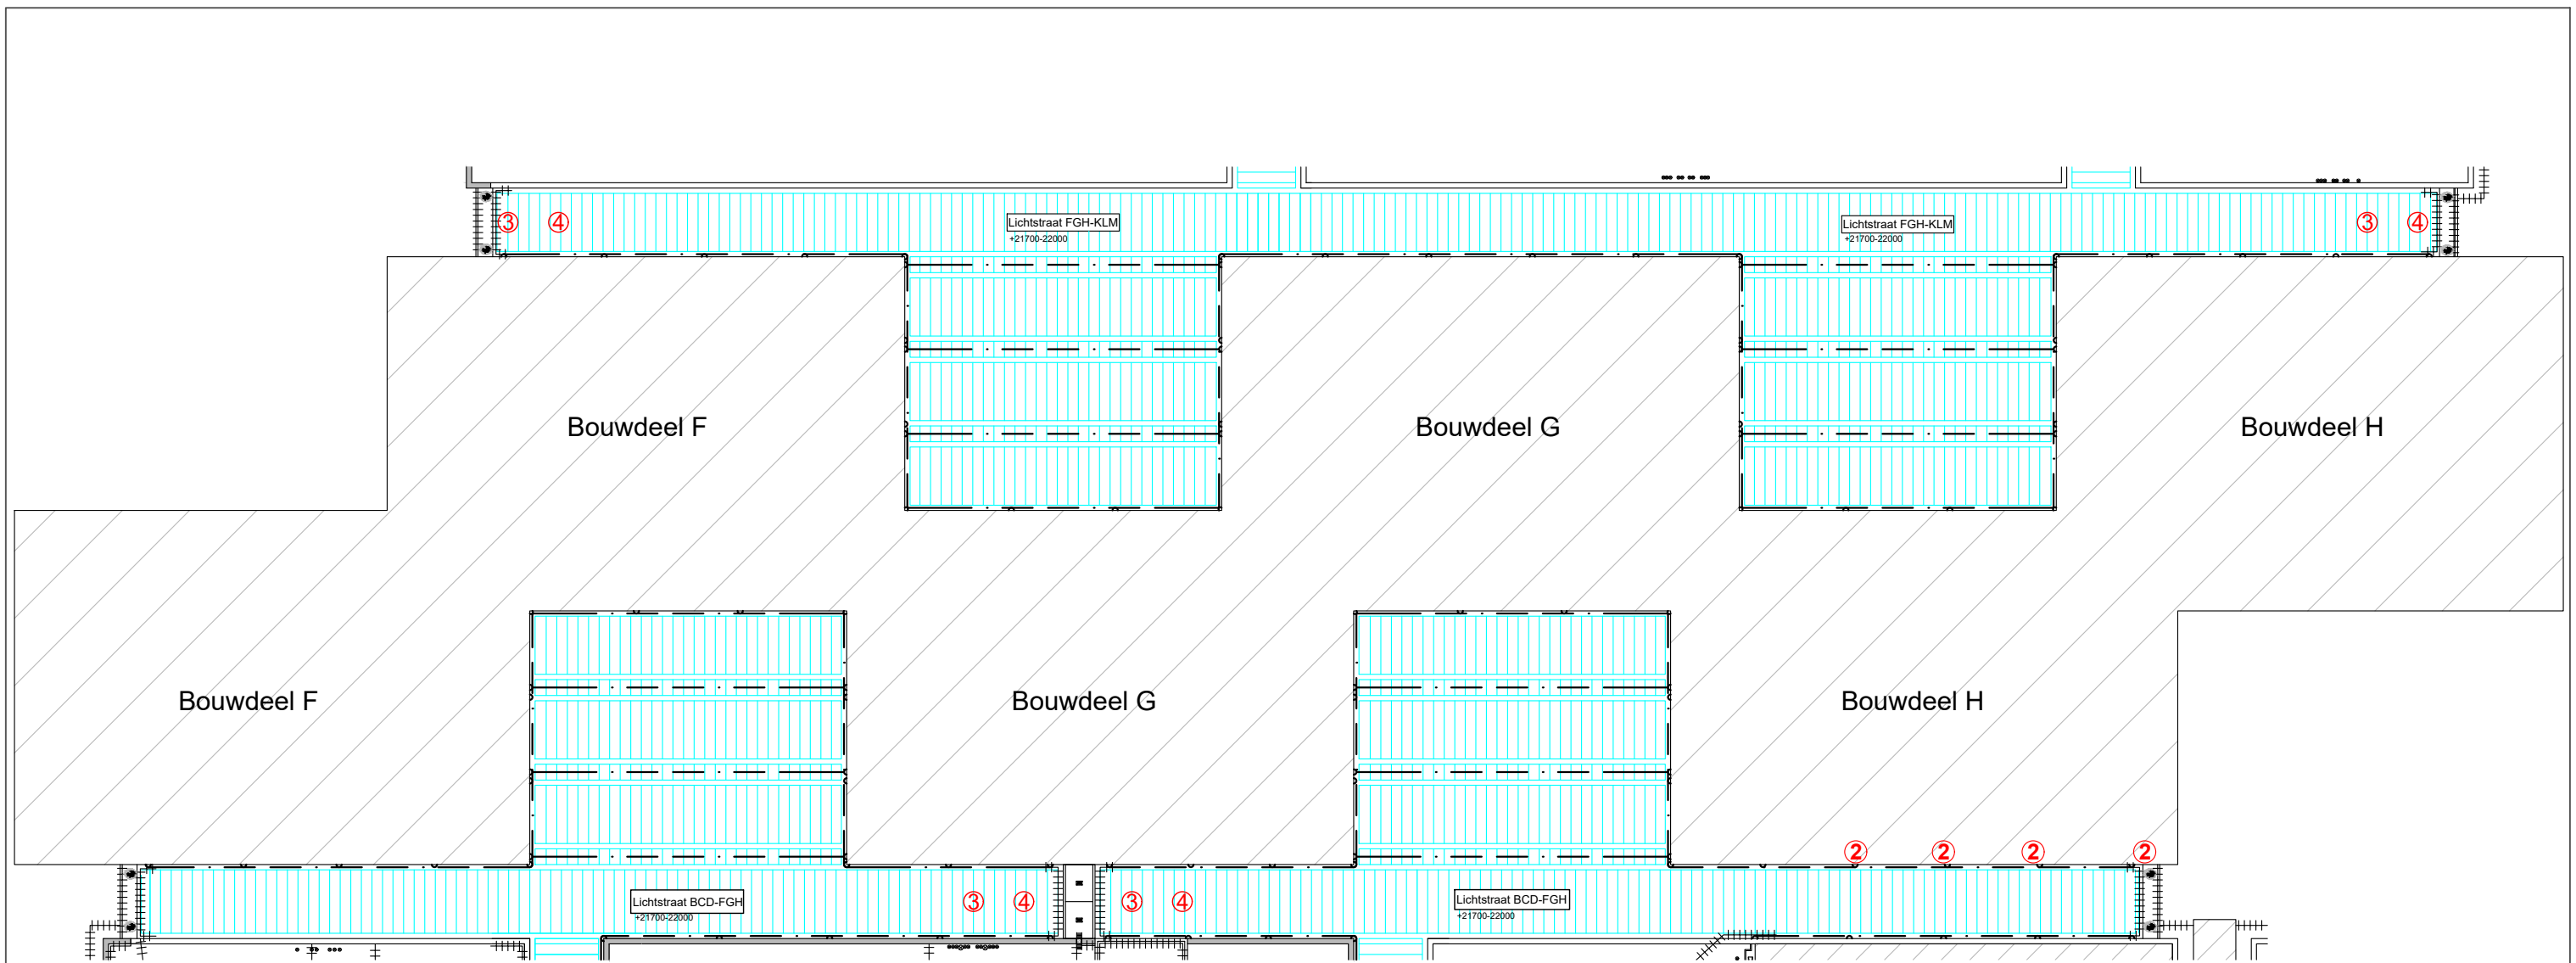 ③ ④ Lichtstraat FGH-KLM Lichtstraat FGH-KLM ③ ④
+21700-22000 +21700-22000
Bouwdeel F Bouwdeel G Bouwdeel H
Bouwdeel F Bouwdeel G Bouwdeel H
② ② ② ②
Lichtstraat BCD-FGH ③ ④ ③ ④ Lichtstraat BCD-FGH
+21700-22000 +21700-22000